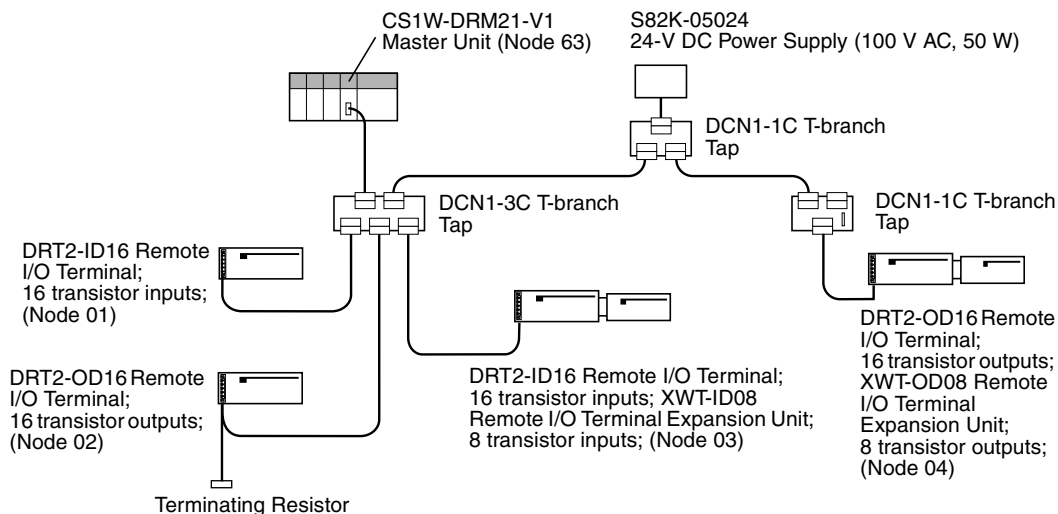 CS1W-DRM21-V1
Master Unit (Node 63)
S82K-05024
24-V DC Power Supply (100 V AC, 50 W)
DCN1-1C T-branch
Tap
DCN1-3C T-branch
Tap
DCN1-1C T-branch
Tap
DRT2-ID16 Remote
I/O Terminal;
16 transistor inputs;
(Node 01)
DRT2-OD16 Remote
I/O Terminal;
16 transistor outputs;
(Node 02)
DRT2-ID16 Remote I/O Terminal;
16 transistor inputs; XWT-ID08
Remote I/O Terminal Expansion Unit;
8 transistor inputs; (Node 03)
DRT2-OD16 Remote
I/O Terminal;
16 transistor outputs;
XWT-OD08 Remote
I/O Terminal
Expansion Unit;
8 transistor outputs;
(Node 04)
Terminating Resistor